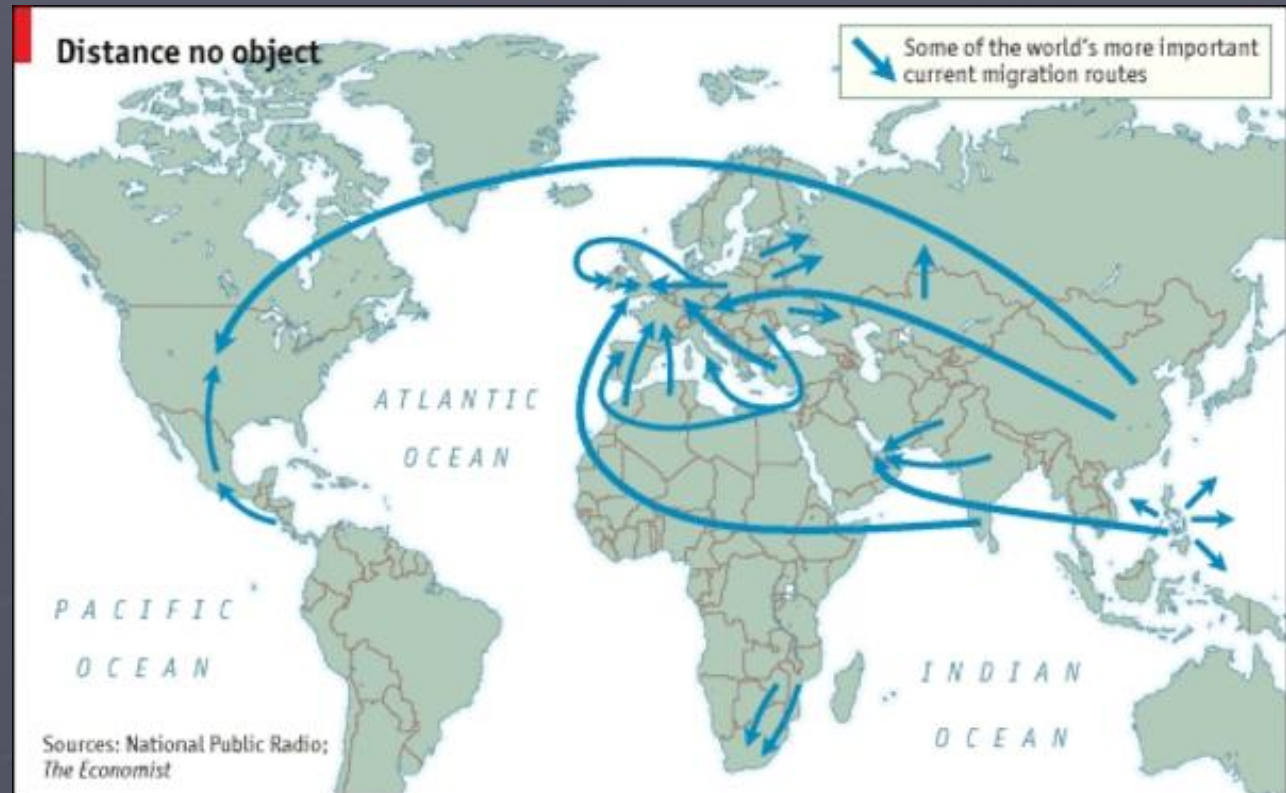 Distance no object
Some of the world's more important
current migration routes
ATLANTIC
OCEAN
PACIFIC
OCEAN
INDIAN
OCEAN
Sources: National Public Radio;
The Economist